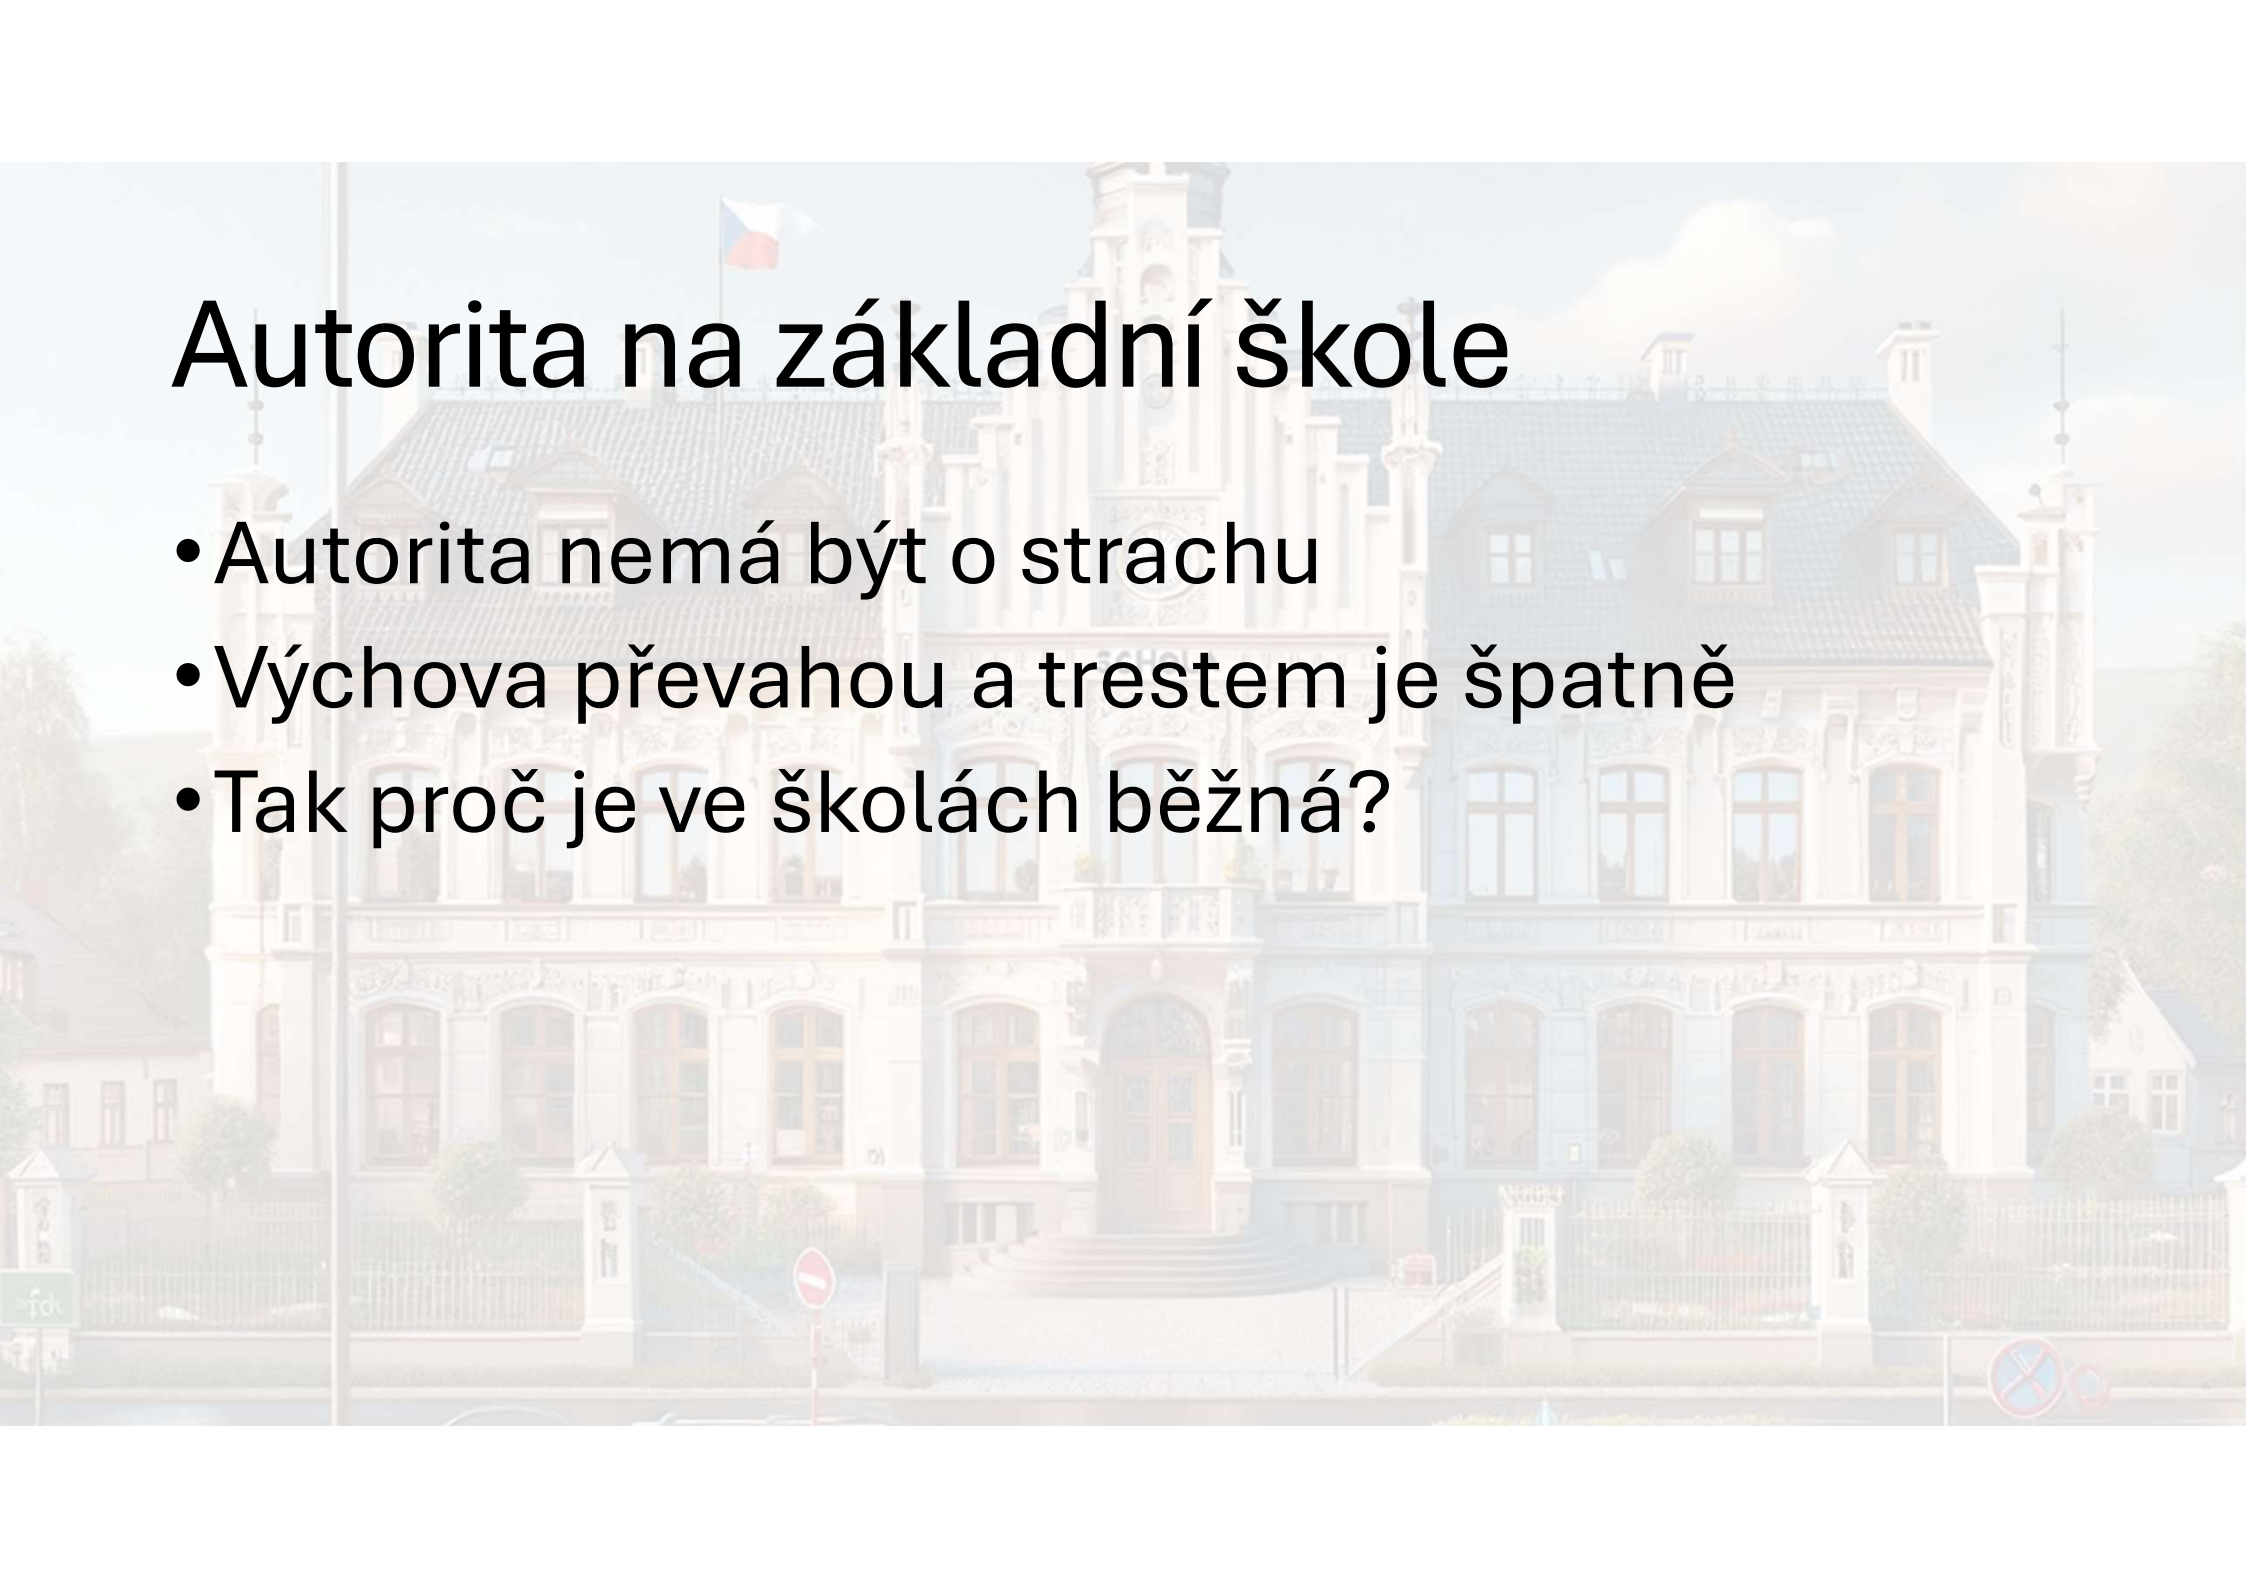 Autorita na základní škole
• Autorita nemá být o strachu
• Výchova převahou a trestem je špatně
• Tak proč je ve školách běžná?